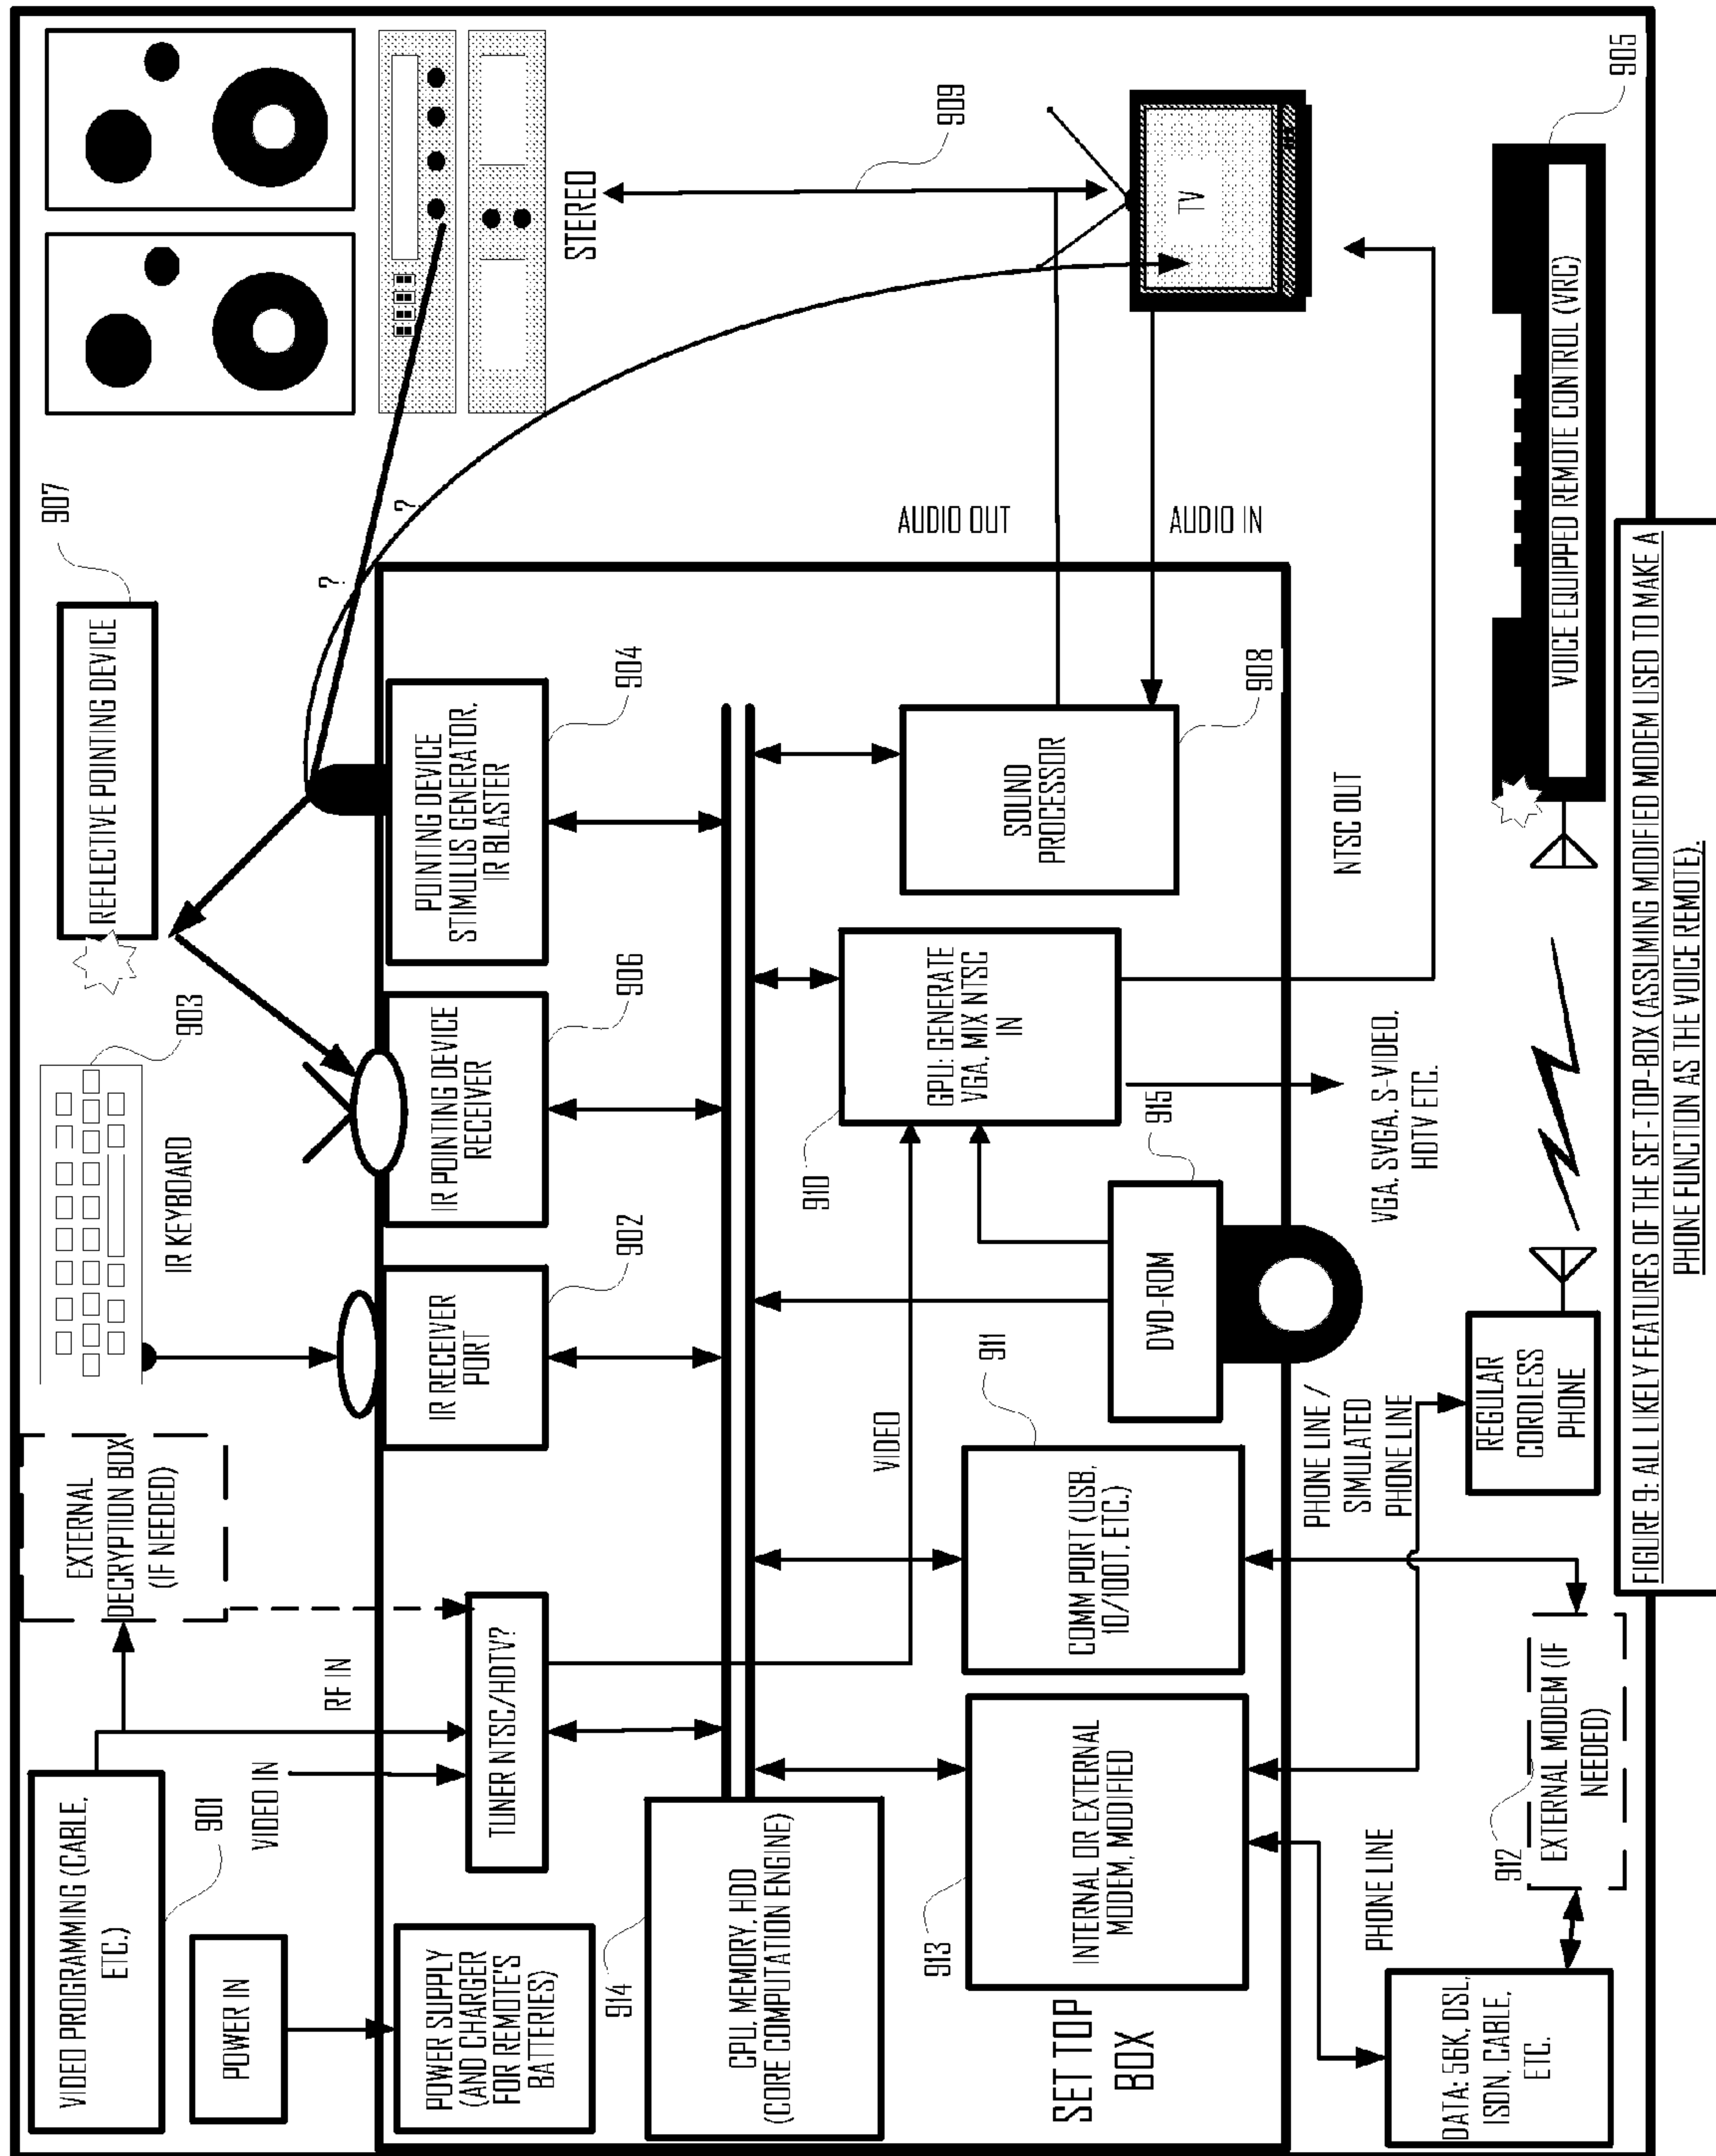 VIDEO PROGRAMMING (CABLE,
ETC.)
901
POWER IN
VIDEO IN
RF IN
EXTERNAL
DECRYPTION BOX
(IF NEEDED)
IR KEYBOARD
903
REFLECTIVE POINTING DEVICE
907
?
?
STEREO
909
TV
POWER SUPPLY
(AND CHARGER
FOR REMOTE'S
BATTERIES)
TUNER NTSC/HDTV?
IR RECEIVER
PORT
902
IR POINTING DEVICE
RECEIVER
906
POINTING DEVICE
STIMULUS GENERATOR,
IR BLASTER
904
914
CPU, MEMORY, HDD
(CORE COMPUTATION ENGINE)
VIDEO
910
GPU: GENERATE
VGA, MIX NTSC
IN
SOUND
PROCESSOR
908
AUDIO OUT
AUDIO IN
913
INTERNAL OR EXTERNAL
MODEM, MODIFIED
COMM PORT (USB,
10/100T, ETC.)
911
DVD-ROM
915
SET TOP
BOX
NTSC OUT
VGA, SVGA, S-VIDEO,
HDTV ETC.
PHONE LINE /
SIMULATED
PHONE LINE
PHONE LINE
DATA: 56K, DSL,
ISDN, CABLE,
ETC.
912
EXTERNAL MODEM (IF
NEEDED)
REGULAR
CORDLESS
PHONE
VOICE EQUIPPED REMOTE CONTROL (VRC)
905
FIGURE 9: ALL LIKELY FEATURES OF THE SET-TOP-BOX (ASSUMING MODIFIED MODEM USED TO MAKE A
PHONE FUNCTION AS THE VOICE REMOTE).